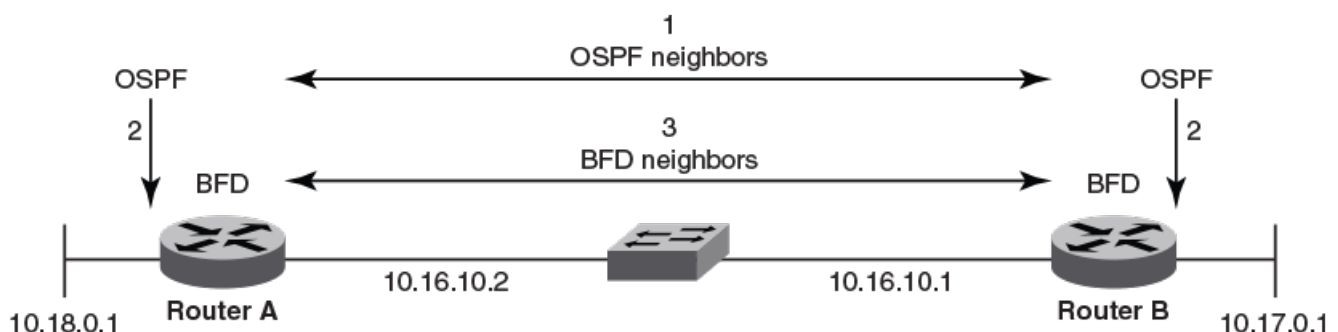 1
OSPF neighbors
OSPF
OSPF
2
2
3
BFD neighbors
BFD
BFD
10.16.10.2
10.16.10.1
Router A
Router B
10.18.0.1
10.17.0.1